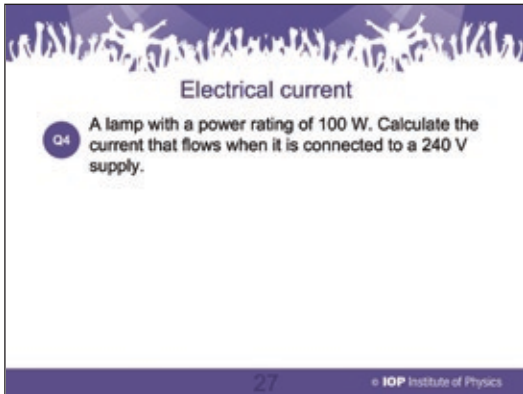 Electrical current
Q4
A lamp with a power rating of 100 W. Calculate the
current that flows when it is connected to a 240 V
supply.
27
© IOP Institute of Physics